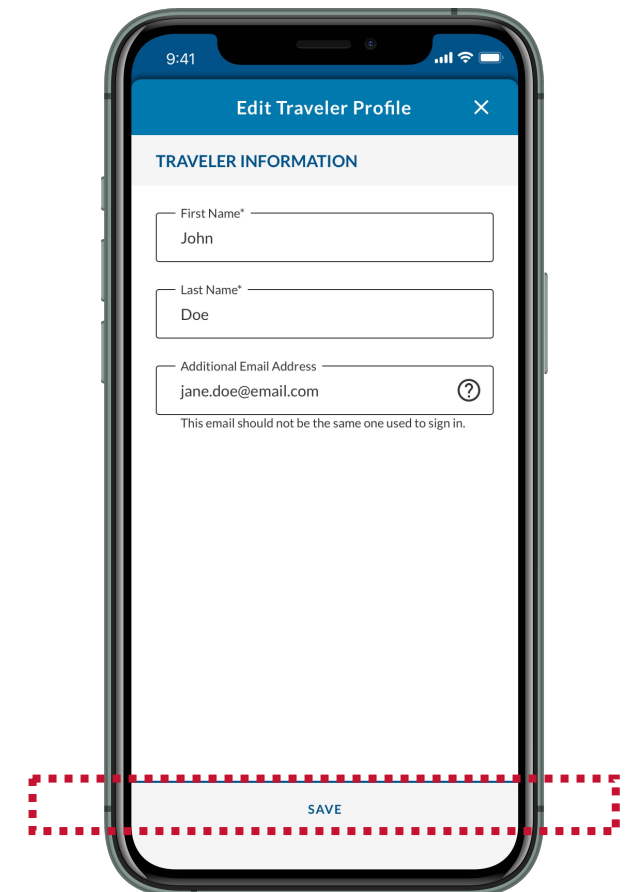 9:41
Edit Traveler Profile
TRAVELER INFORMATION
First Name*
John
Last Name*
Doe
Additional Email Address
jane.doe@email.com
This email should not be the same one used to sign in.
SAVE